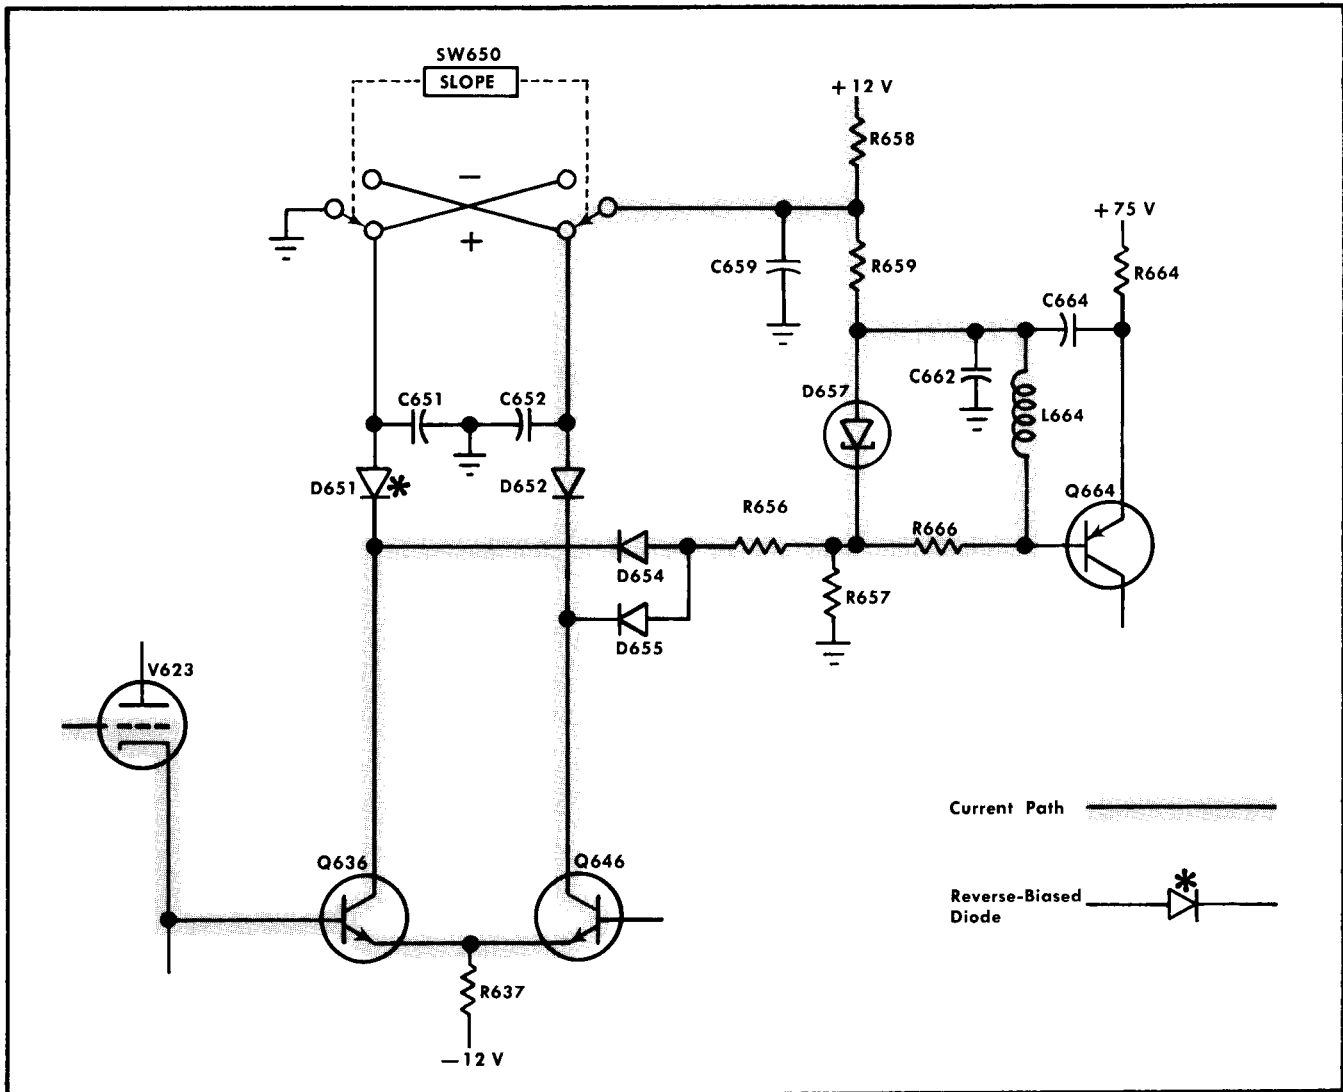 SW650
SLOPE
+12 V
R658
−
+
+75 V
C659
R659
R664
C664
C651
C652
D657
C662
L664
D651
*
D652
R656
Q664
R666
D654
R657
D655
V623
Current Path
Q636
Q646
*
Reverse-Biased
Diode
R637
−12 V